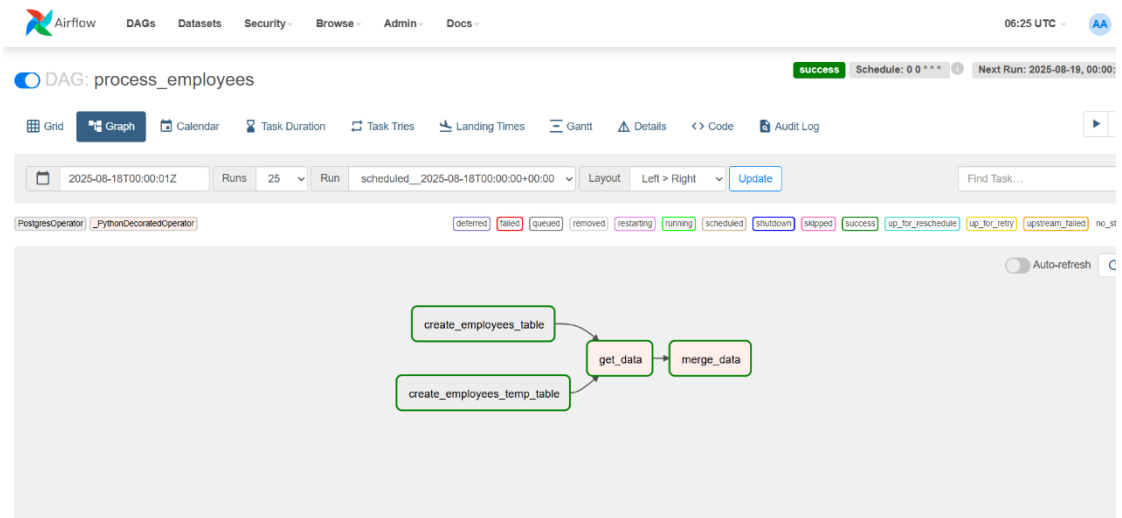 Airflow DAGs Datasets Security Browse Admin Docs 06:25 UTC AA
DAG: process_employees success Schedule: 0 0 * * * i Next Run: 2025-08-19, 00:00:
Grid Graph Calendar Task Duration Task Tries Landing Times Gantt Details <> Code Audit Log
2025-08-18T00:00:01Z Runs 25 Run scheduled__2025-08-18T00:00:00+00:00 Layout Left > Right Update Find Task...
PostgresOperator _PythonDecoratedOperator deferred failed queued removed restarting running scheduled shutdown skipped success up_for_reschedule up_for_retry upstream_failed no_st
Auto-refresh
create_employees_table
get_data merge_data
create_employees_temp_table